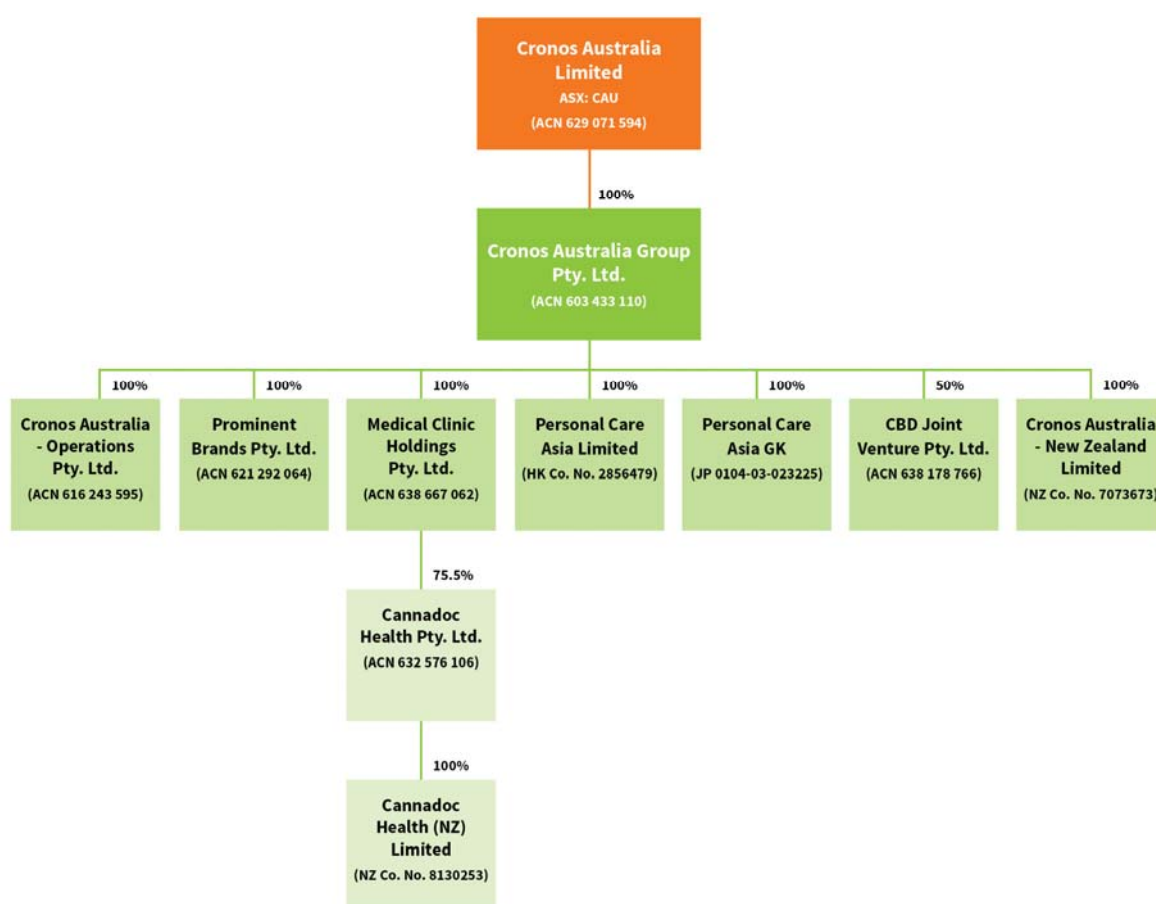 Cronos Australia
Limited
ASX: CAU
(ACN 629 071 594)
100%
Cronos Australia Group
Pty. Ltd.
(ACN 603 433 110)
100%
100%
100%
100%
100%
50%
100%
Cronos Australia
- Operations
Pty. Ltd.
(ACN 616 243 595)
Prominent
Brands Pty. Ltd.
(ACN 621 292 064)
Medical Clinic
Holdings
Pty. Ltd.
(ACN 638 667 062)
Personal Care
Asia Limited
(HK Co. No. 2856479)
Personal Care
Asia GK
(JP 0104-03-023225)
CBD Joint
Venture Pty. Ltd.
(ACN 638 178 766)
Cronos Australia
- New Zealand
Limited
(NZ Co. No. 7073673)
75.5%
Cannadoc
Health Pty. Ltd.
(ACN 632 576 106)
100%
Cannadoc
Health (NZ)
Limited
(NZ Co. No. 8130253)